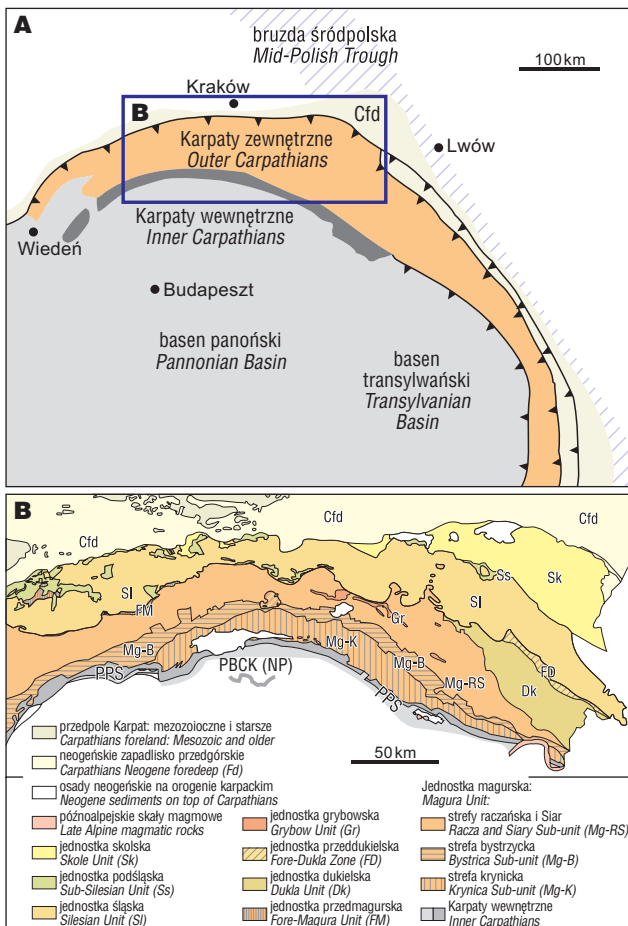 A
bruzda śródpolska
Mid-Polish Trough
100 km
Kraków
B
Cfd
Lwów
Karpaty zewnętrzne
Outer Carpathians
Karpaty wewnętrzne
Inner Carpathians
Wiedeń
Budapeszt
basen panoński
Pannonian Basin
basen
transylwański
Transylvanian
Basin
B
Cfd
Cfd
Cfd
Ss
Sk
Sl
Sl
FM
Gr
Mg-K
Mg-B
Mg-B
FD
PBCK (NP)
Mg-RS
Dk
PPS
PPS
50 km
przedpole Karpat: mezozoiczne i starsze
Carpathians foreland: Mesozoic and older
neogeńskie zapadlisko przedgórskie
Carpathians Neogene foredeep (Fd)
osady neogeńskie na orogenie karpackim
Neogene sediments on top of Carpathians
późnoalpejskie skały magmowe
Late Alpine magmatic rocks
jednostka skolska
Skole Unit (Sk)
jednostka podśląska
Sub-Silesian Unit (Ss)
jednostka śląska
Silesian Unit (Sl)
jednostka grybowska
Grybow Unit (Gr)
jednostka przeddukielska
Fore-Dukla Zone (FD)
jednostka dukielska
Dukla Unit (Dk)
jednostka przedmagurska
Fore-Magura Unit (FM)
Jednostka magurska:
Magura Unit:
strefy raczańska i Siar
Racza and Siary Sub-unit (Mg-RS)
strefa bystrzycka
Bystrica Sub-unit (Mg-B)
strefa krynicka
Krynica Sub-unit (Mg-K)
Karpaty wewnętrzne
Inner Carpathians